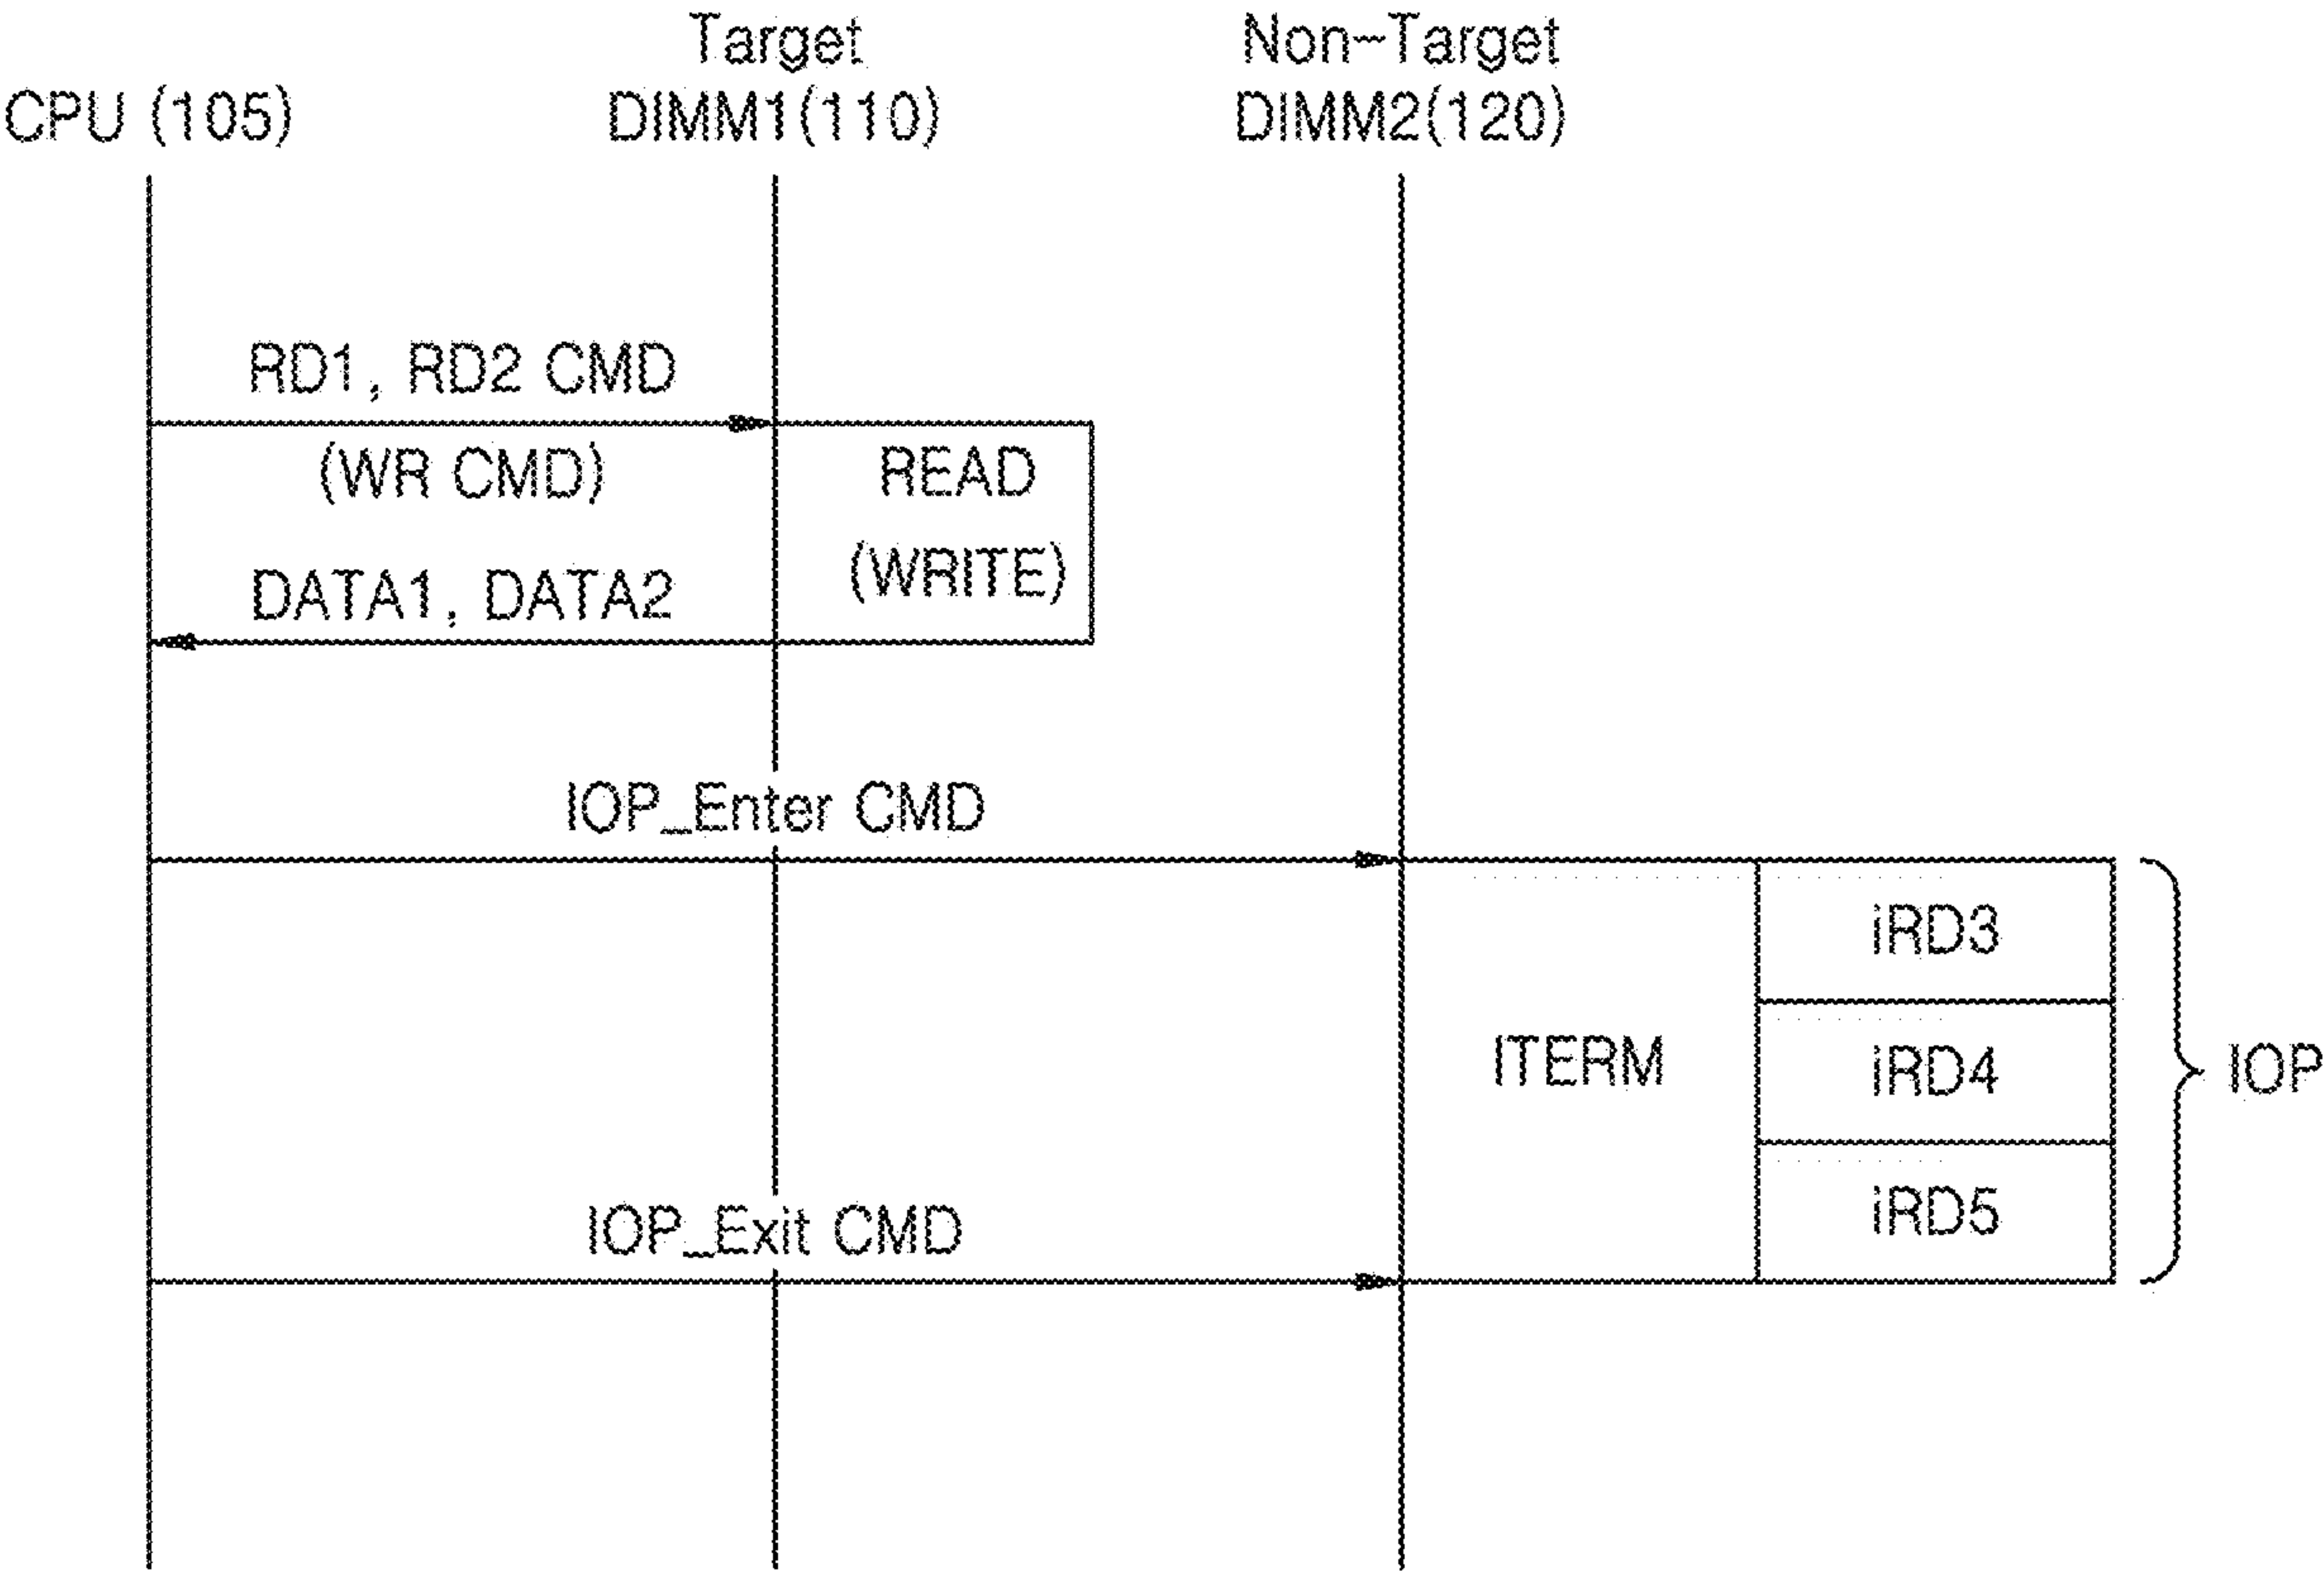 CPU (105)
Target
DIMM1(110)
Non-Target
DIMM2(120)
RD1, RD2 CMD
(WR CMD)
READ
(WRITE)
DATA1, DATA2
IOP_Enter CMD
ITERM
iRD3
iRD4
iRD5
IOP
IOP_Exit CMD